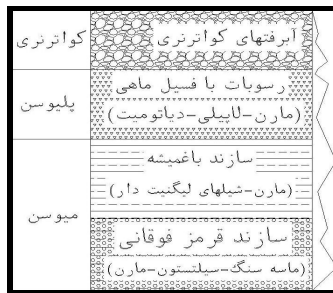 کواترنری
آبرفتهای کواترنری
پلیوسن
رسوبات با فسیل ماهی
(مارن-لاپیلی-دیاتومیت)
میوسن
سازند باغمیشه
(مارن-شیلهای لیگنیت دار)
سازند قرمز فوقانی
(ماسه سنگ-سیلتستون-مارن)